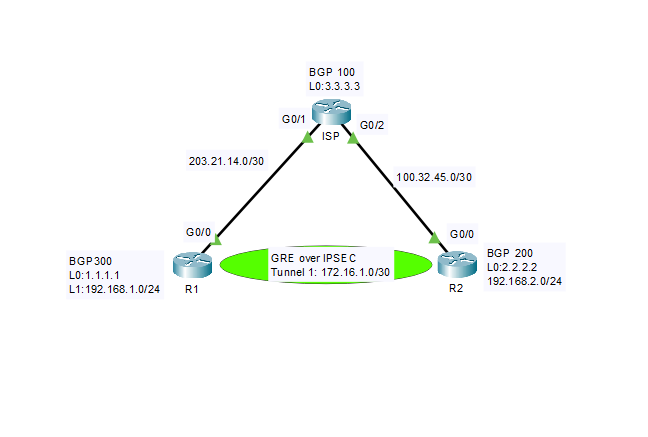 BGP 100
L0:3.3.3.3
G0/1
G0/2
ISP
203.21.14.0/30
100.32.45.0/30
G0/0
G0/0
BGP300
L0:1.1.1.1
L1:192.168.1.0/24
R1
GRE over IPSEC
Tunnel 1: 172.16.1.0/30
BGP 200
L0:2.2.2.2
192.168.2.0/24
R2